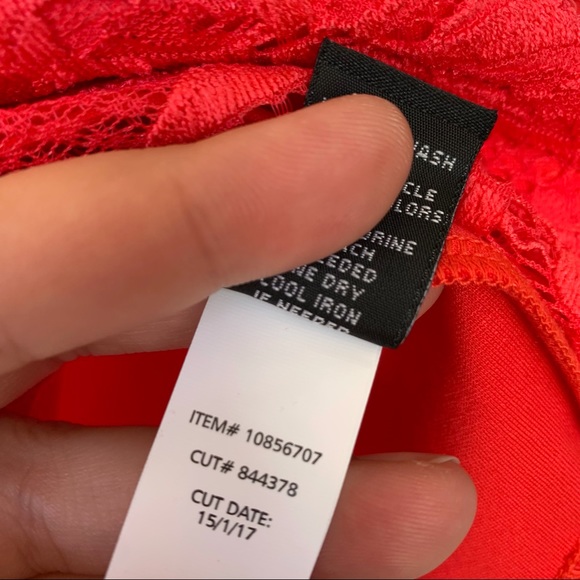 WASH
CLE
LORS
ORINE
ACH
EEDED
NE DRY
COOL IRON
IF NEEDED
ITEM# 10856707
CUT# 844378
CUT DATE:
15/1/17